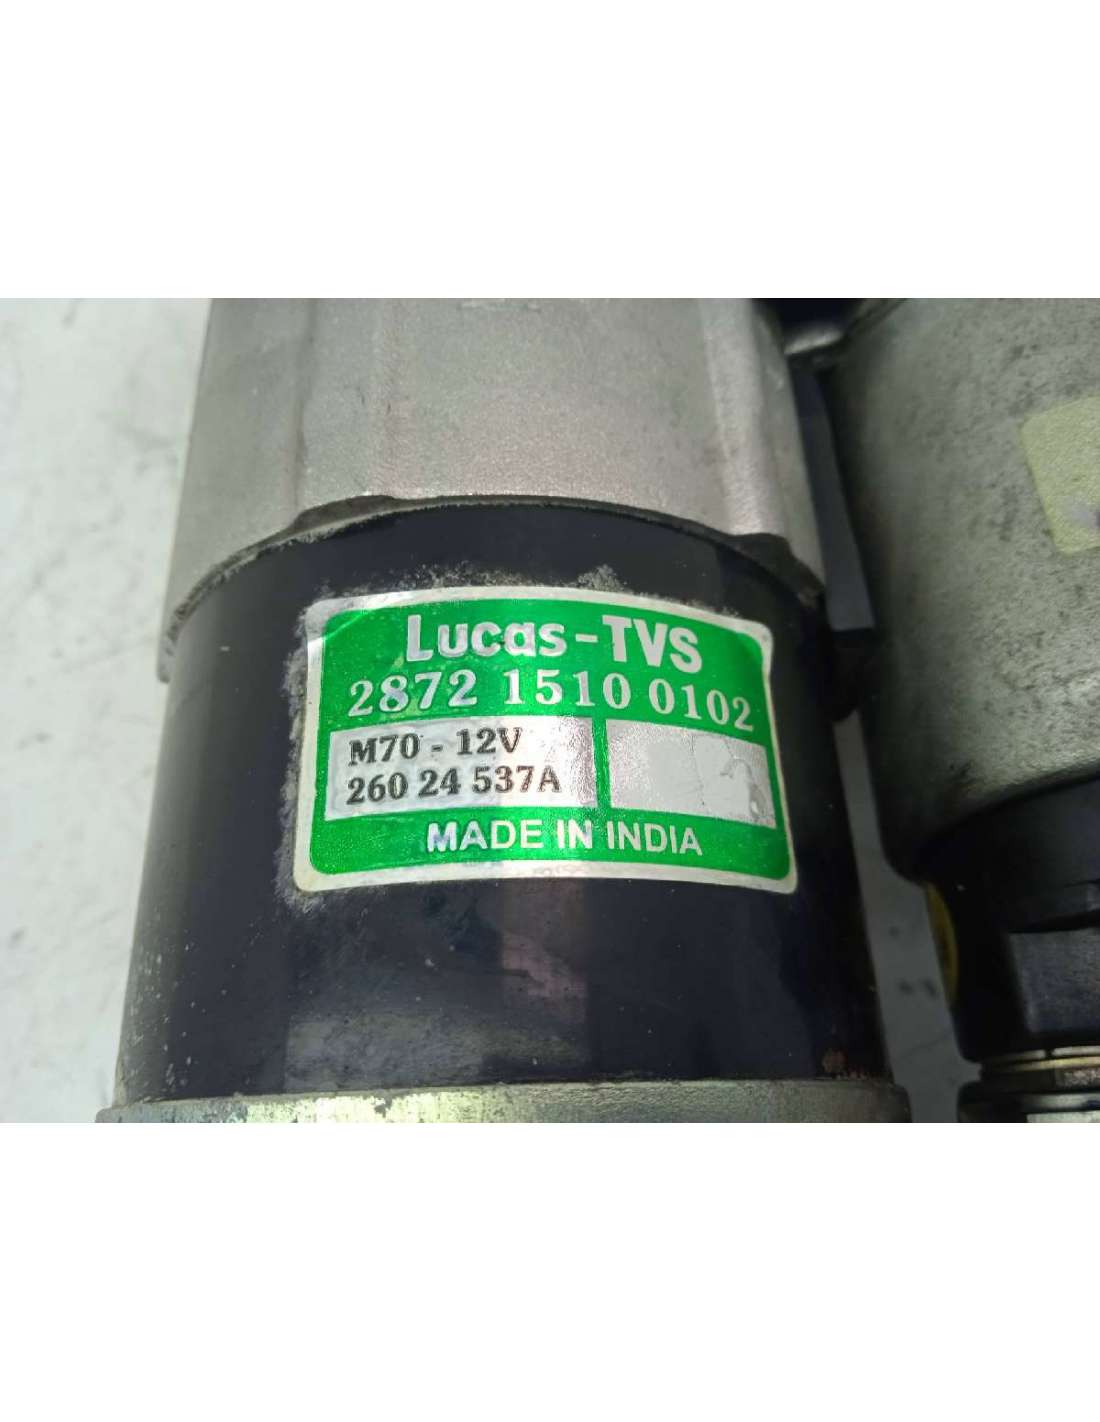 Lucas-TVS
2872 1510 0102
M70 - 12V
260 24 537A
MADE IN INDIA